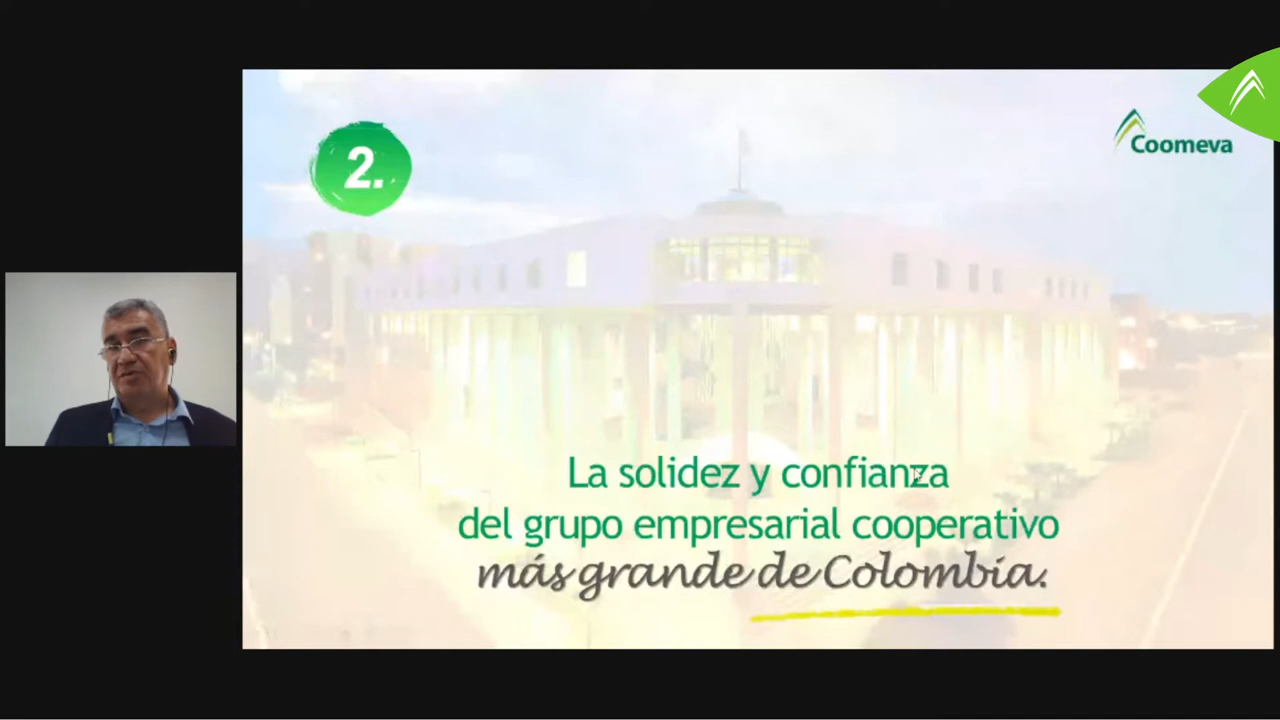 2.
Coomeva
La solidez y confianza
del grupo empresarial cooperativo
más grande de Colombia.